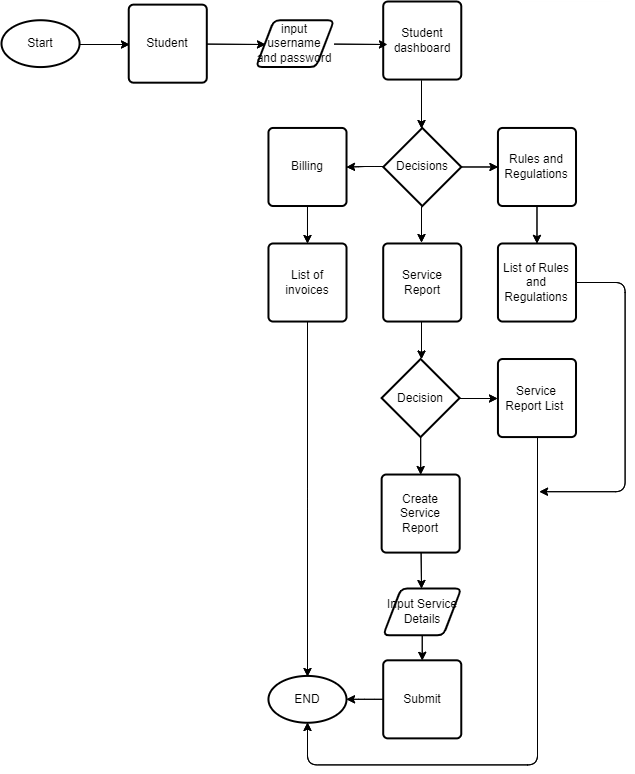 Start
Student
input
username
and password
Student
dashboard
Billing
Decisions
Rules and
Regulations
List of
invoices
Service
Report
List of Rules
and
Regulations
Decision
Service
Report List
Create
Service
Report
Input Service
Details
END
Submit